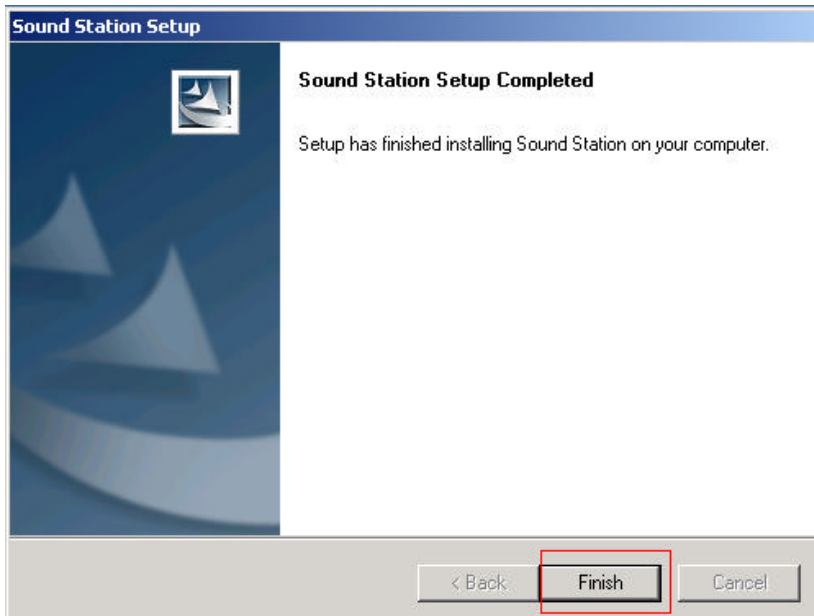 Sound Station Setup
Sound Station Setup Completed
Setup has finished installing Sound Station on your computer.
< Back
Finish
Cancel